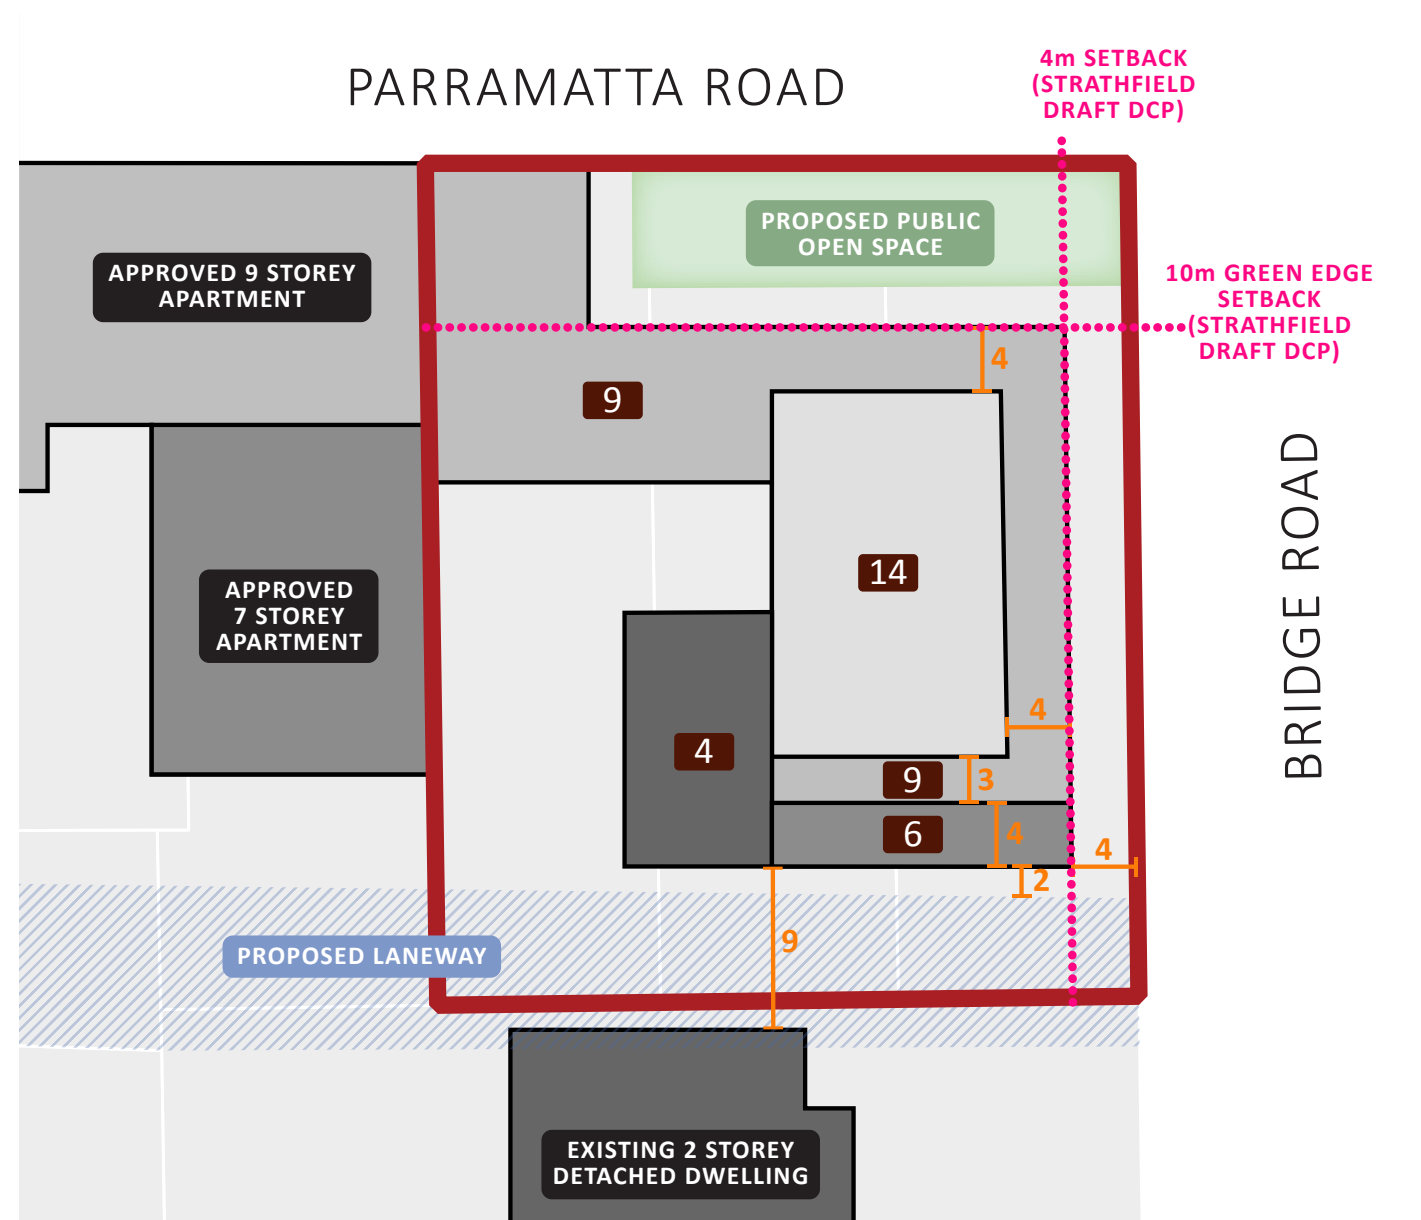 PARRAMATTA ROAD
4m SETBACK
(STRATHFIELD
DRAFT DCP)
PROPOSED PUBLIC
OPEN SPACE
APPROVED 9 STOREY
APARTMENT
10m GREEN EDGE
SETBACK
(STRATHFIELD
DRAFT DCP)
4
9
BRIDGE ROAD
14
APPROVED
7 STOREY
APARTMENT
4
4
9
3
6
4
4
2
9
PROPOSED LANEWAY
EXISTING 2 STOREY
DETACHED DWELLING